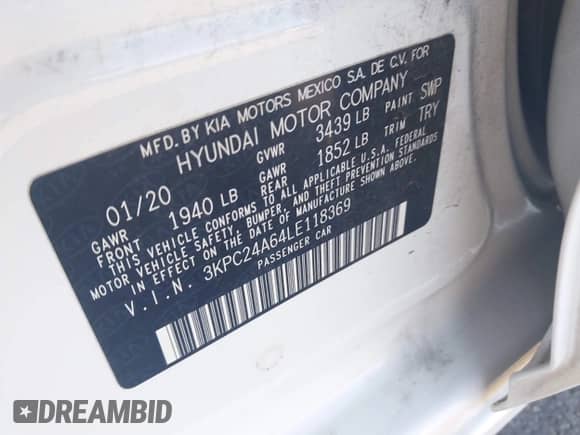 MFD. BY KIA MOTORS MEXICO S.A. DE C.V. FOR
HYUNDAI MOTOR COMPANY
01/20 GVWR 3439 LB PAINT SWP
GAWR FRONT 1940 LB GAWR REAR 1852 LB TRIM TRY
THIS VEHICLE CONFORMS TO ALL APPLICABLE U.S.A. FEDERAL
MOTOR VEHICLE SAFETY, BUMPER, AND THEFT PREVENTION STANDARDS
IN EFFECT ON THE DATE OF MANUFACTURE SHOWN ABOVE.
V.I.N. 3KPC24A64LE118369
PASSENGER CAR
DREAMBID